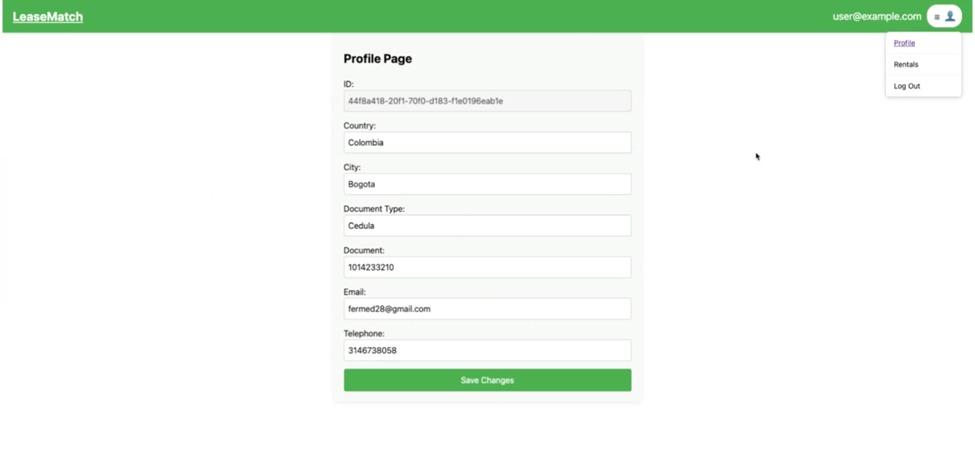 LeaseMatch
user@example.com
Profile
Rentals
Log Out
Profile Page
ID:
44f8a418-20f1-70f0-d183-f1e0196eab1e
Country:
Colombia
City:
Bogota
Document Type:
Cedula
Document:
1014233210
Email:
fermed28@gmail.com
Telephone:
3146738058
Save Changes